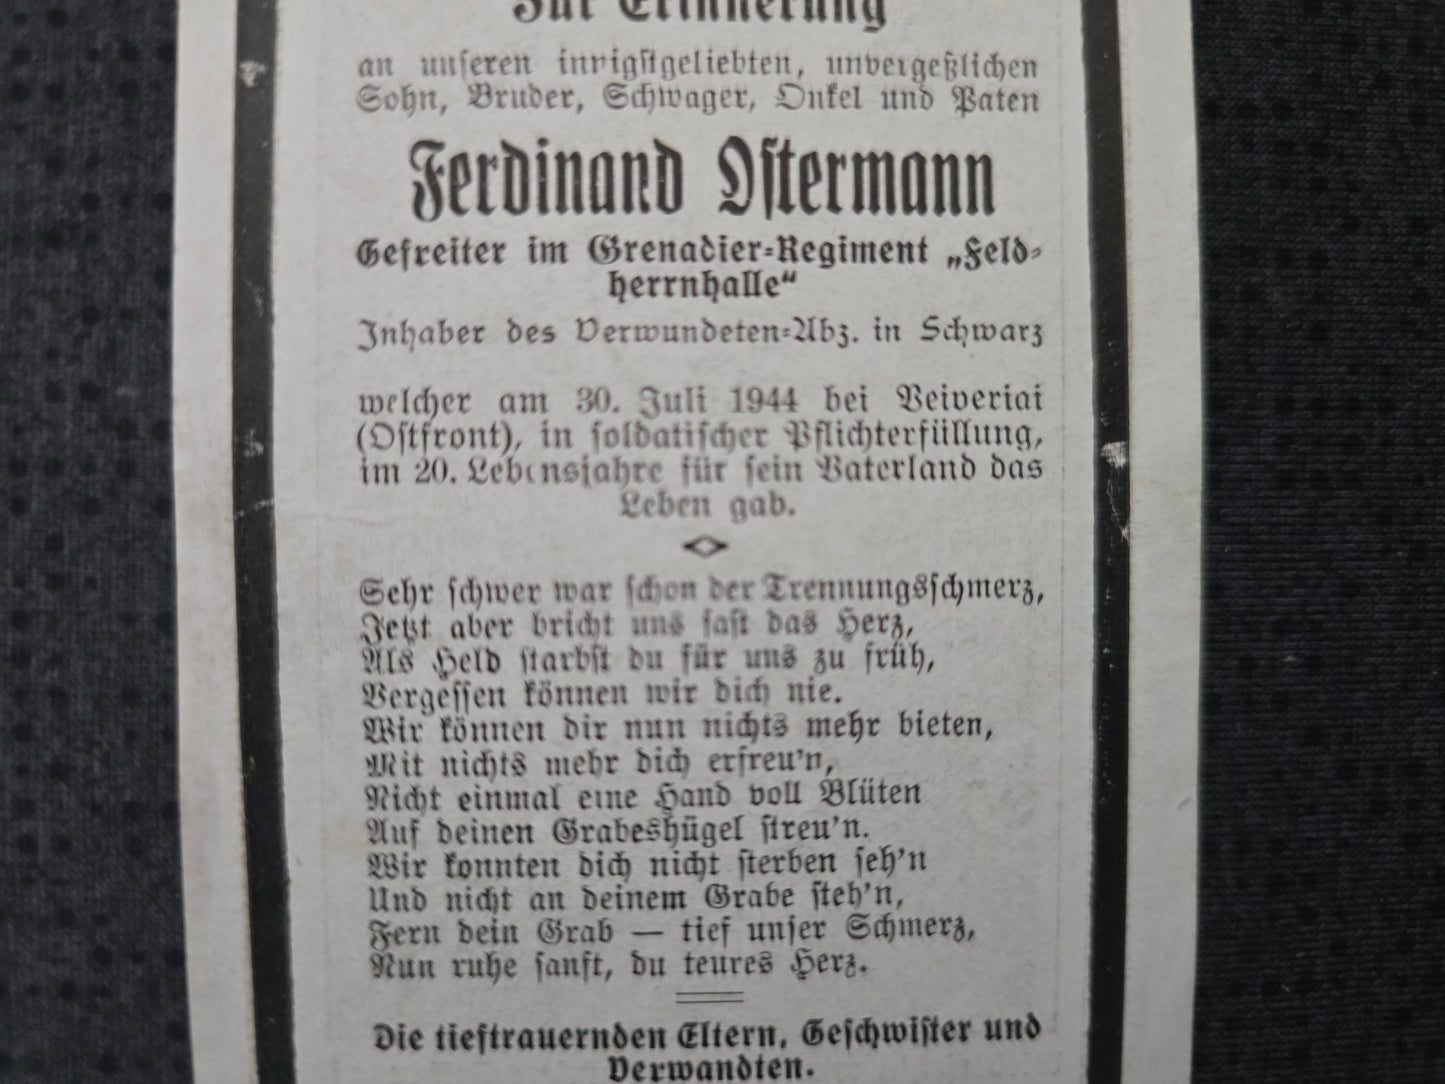 Zur Erinnerung
an unseren innigstgeliebten, unvergeßlichen
Sohn, Bruder, Schwager, Onkel und Paten
Ferdinand Ostermann
Gefreiter im Grenadier-Regiment „Feld-
herrnhalle“
Inhaber des Verwundeten-Abz. in Schwarz
welcher am 30. Juli 1944 bei Veiveriai
(Ostfront), in soldatischer Pflichterfüllung,
im 20. Lebensjahre für sein Vaterland das
Leben gab.
Sehr schwer war schon der Trennungsschmerz,
Jetzt aber bricht uns fast das Herz,
Als Held starbst du für uns zu früh,
Vergessen können wir dich nie.
Wir können dir nun nichts mehr bieten,
Mit nichts mehr dich erfreu'n,
Nicht einmal eine Hand voll Blüten
Auf deinen Grabeshügel streu'n.
Wir konnten dich nicht sterben seh'n
Und nicht an deinem Grabe steh'n,
Fern dein Grab — tief unser Schmerz,
Nun ruhe sanft, du teures Herz.
Die tieftrauernden Eltern, Geschwister und
Verwandten.